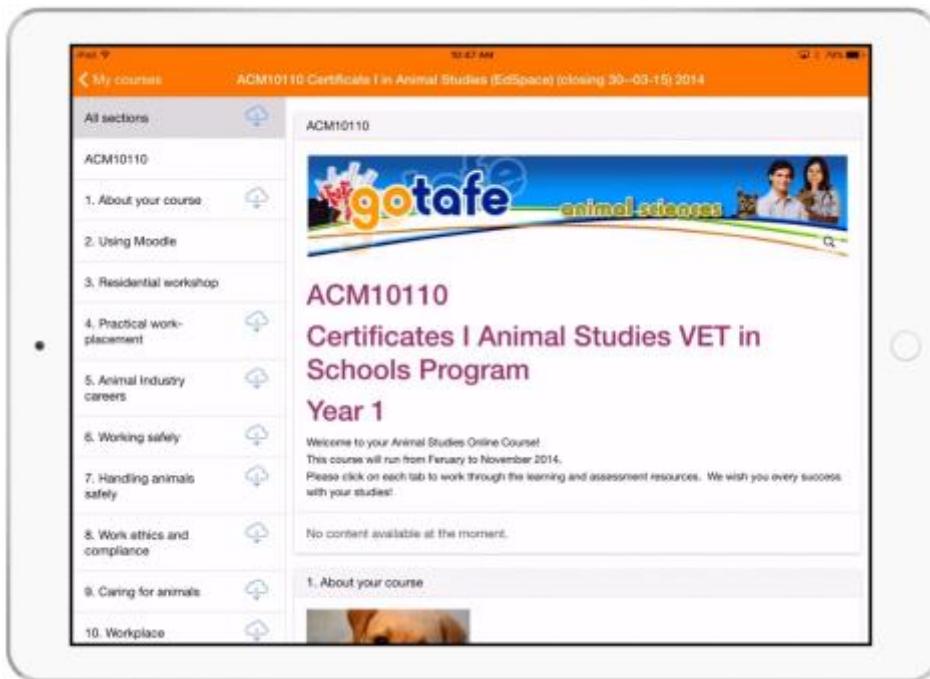 iPad
10:47 AM
79%
My courses
ACM10110 Certificate I in Animal Studies (EdSpace) (closing 30--03-15) 2014
All sections
ACM10110
1. About your course
2. Using Moodle
3. Residential workshop
4. Practical work-
placement
5. Animal Industry
careers
6. Working safely
7. Handling animals
safely
8. Work ethics and
compliance
9. Caring for animals
10. Workplace
ACM10110
gotafe
animal sciences
ACM10110
Certificates I Animal Studies VET in
Schools Program
Year 1
Welcome to your Animal Studies Online Course!
This course will run from Feruary to November 2014.
Please click on each tab to work through the learning and assessment resources. We wish you every success
with your studies!
No content available at the moment.
1. About your course